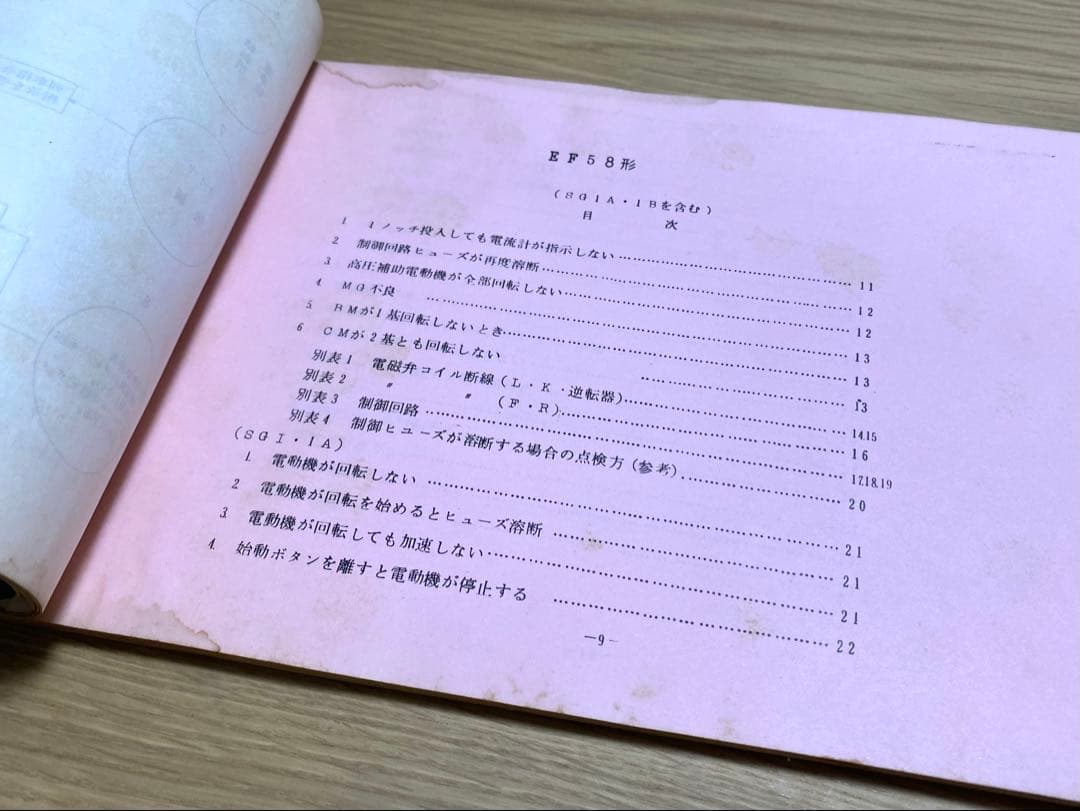 EF58形
(SG1A・1Bを含む)
目 次
1. 1ノッチ投入しても電流計が指示しない……………………………11
2. 制御回路ヒューズが再度溶断……………………………12
3. 高圧補助電動機が全部回転しない……………………………12
4. MG不良 ……………………………13
5. BMが1基回転しないとき……………………………13
6. CMが2基とも回転しない ……………………………13
別表1 電磁弁コイル断線(L・K・逆転器)……………………………14.15
別表2 〃 〃 (F・R)……………………………16
別表3 制御回路……………………………17.18.19
別表4 制御ヒューズが溶断する場合の点検方(参考)……………………………20
(SGI・IA)
1. 電動機が回転しない ……………………………21
2 電動機が回転を始めるとヒューズ溶断 ……………………………21
3. 電動機が回転しても加速しない……………………………21
4. 始動ボタンを離すと電動機が停止する ……………………………22
—9—